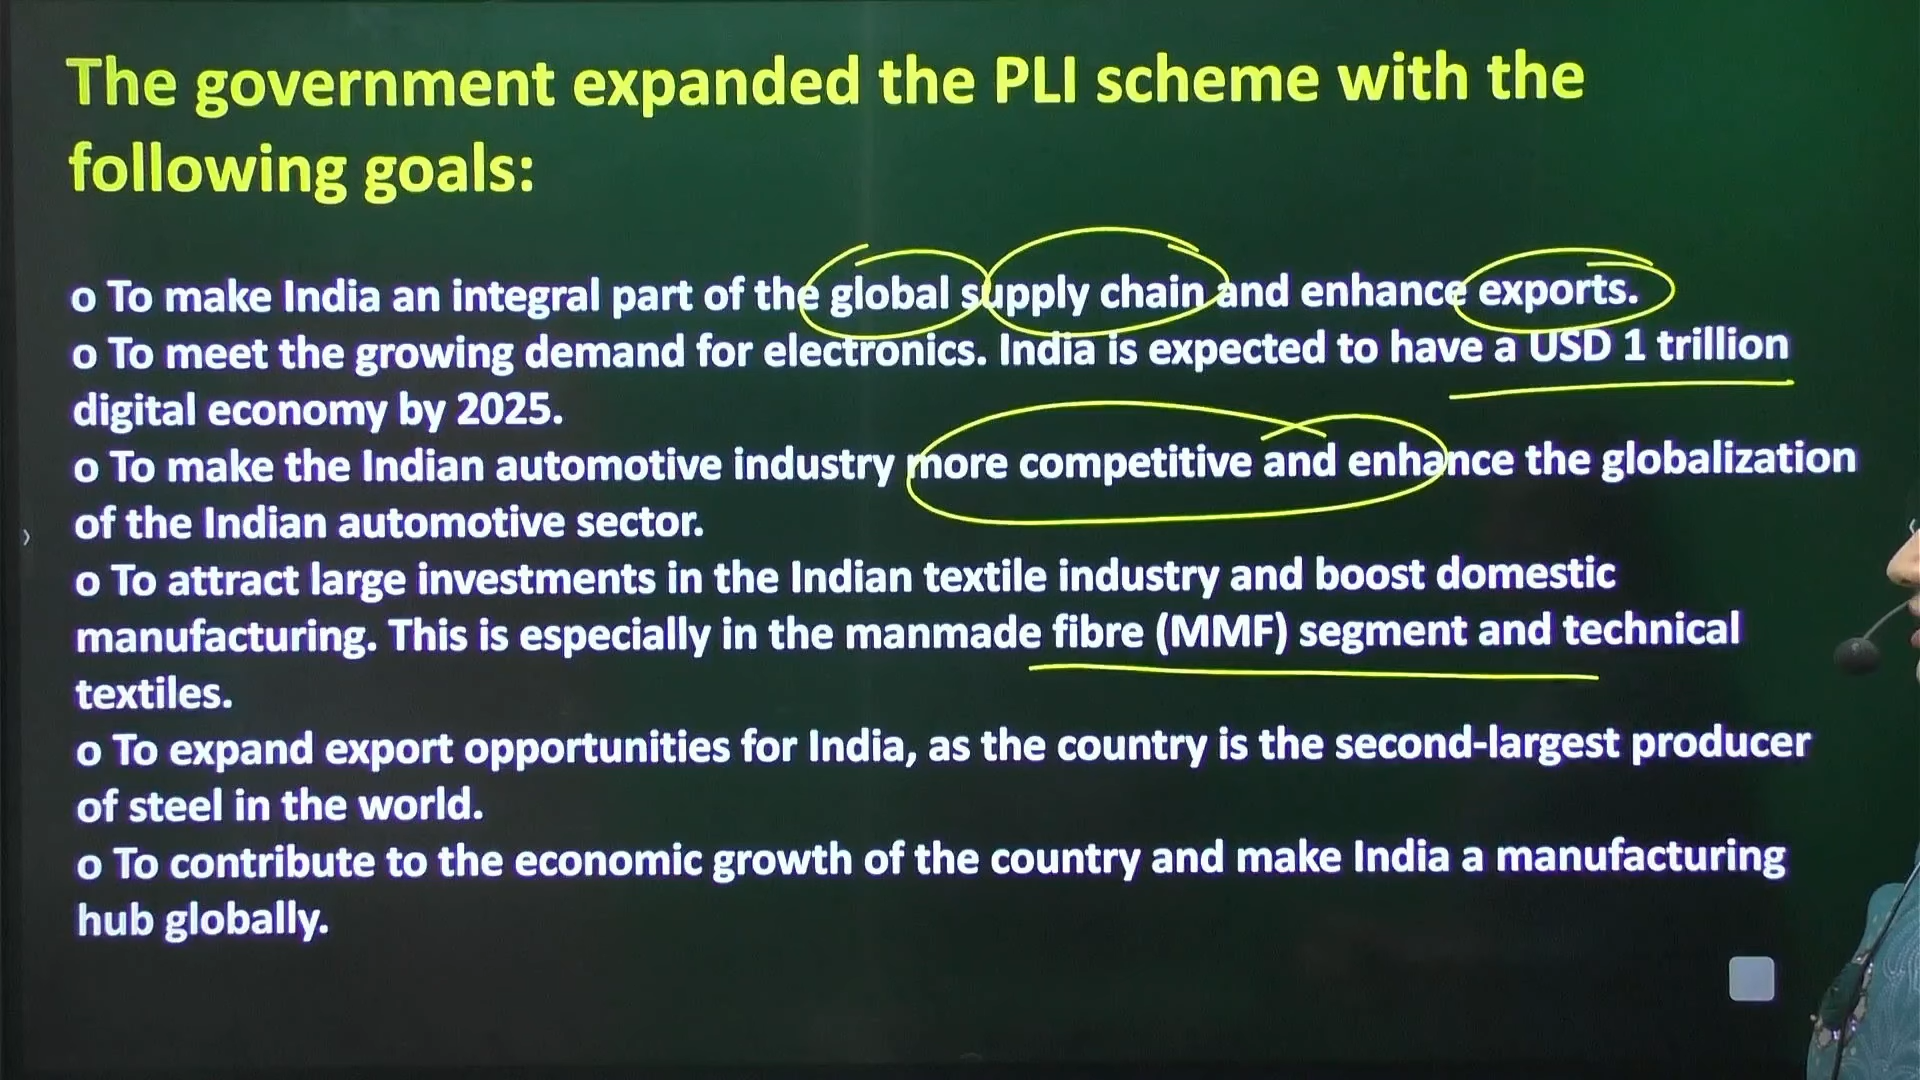 The government expanded the PLI scheme with the
following goals:
o To make India an integral part of the global supply chain and enhance exports.
o To meet the growing demand for electronics. India is expected to have a USD 1 trillion
digital economy by 2025.
o To make the Indian automotive industry more competitive and enhance the globalization
of the Indian automotive sector.
o To attract large investments in the Indian textile industry and boost domestic
manufacturing. This is especially in the manmade fibre (MMF) segment and technical
textiles.
o To expand export opportunities for India, as the country is the second-largest producer
of steel in the world.
o To contribute to the economic growth of the country and make India a manufacturing
hub globally.